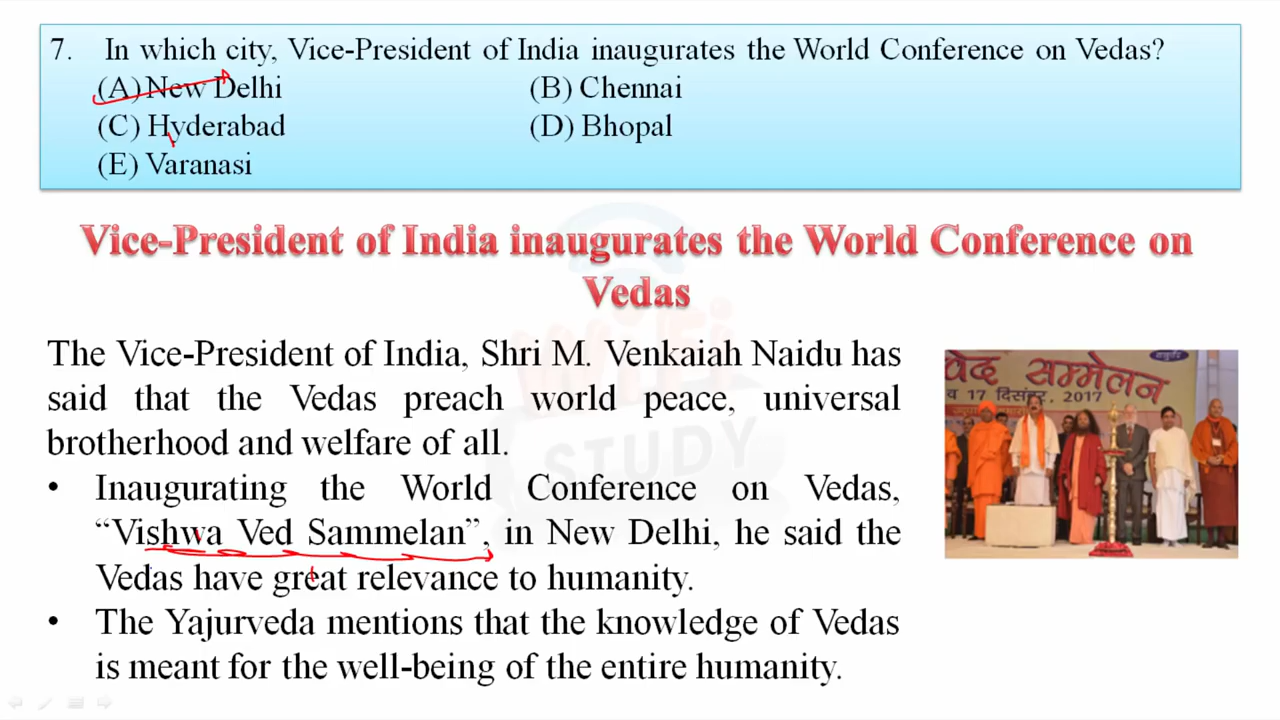 7. In which city, Vice-President of India inaugurates the World Conference on Vedas?
(A) New Delhi (B) Chennai
(C) Hyderabad (D) Bhopal
(E) Varanasi
Vice-President of India inaugurates the World Conference on
Vedas
The Vice-President of India, Shri M. Venkaiah Naidu has
said that the Vedas preach world peace, universal
brotherhood and welfare of all.
• Inaugurating the World Conference on Vedas,
“Vishwa Ved Sammelan”, in New Delhi, he said the
Vedas have great relevance to humanity.
• The Yajurveda mentions that the knowledge of Vedas
is meant for the well-being of the entire humanity.
WiFi
STUDY
वेद सम्मेलन
व 17 दिसंबर, 2017